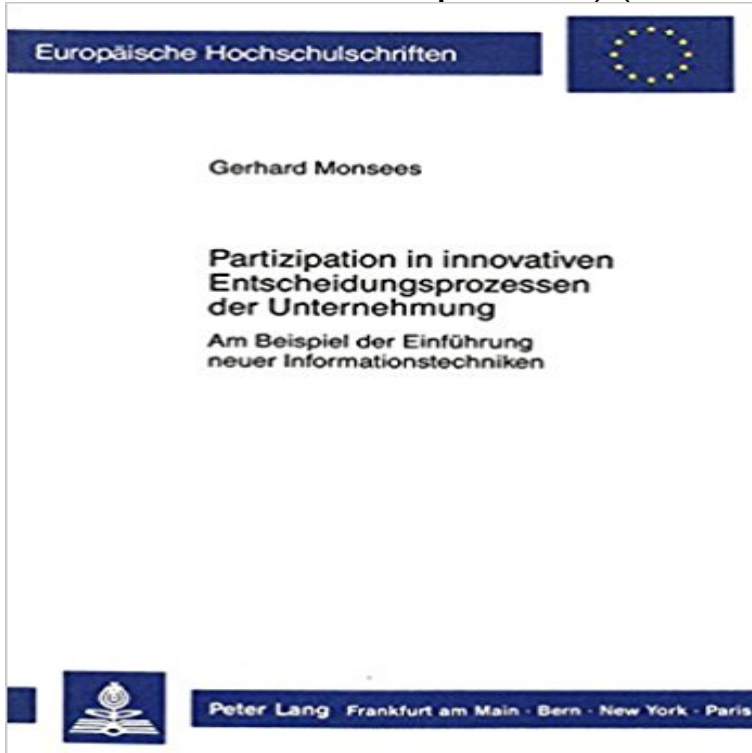 Europäische Hochschulschriften
Gerhard Monsees
Partizipation in innovativen
Entscheidungsprozessen
der Unternehmung
Am Beispiel der Einführung
neuer Informationstechniken
Peter Lang Frankfurt am Main · Bern · New York · Paris